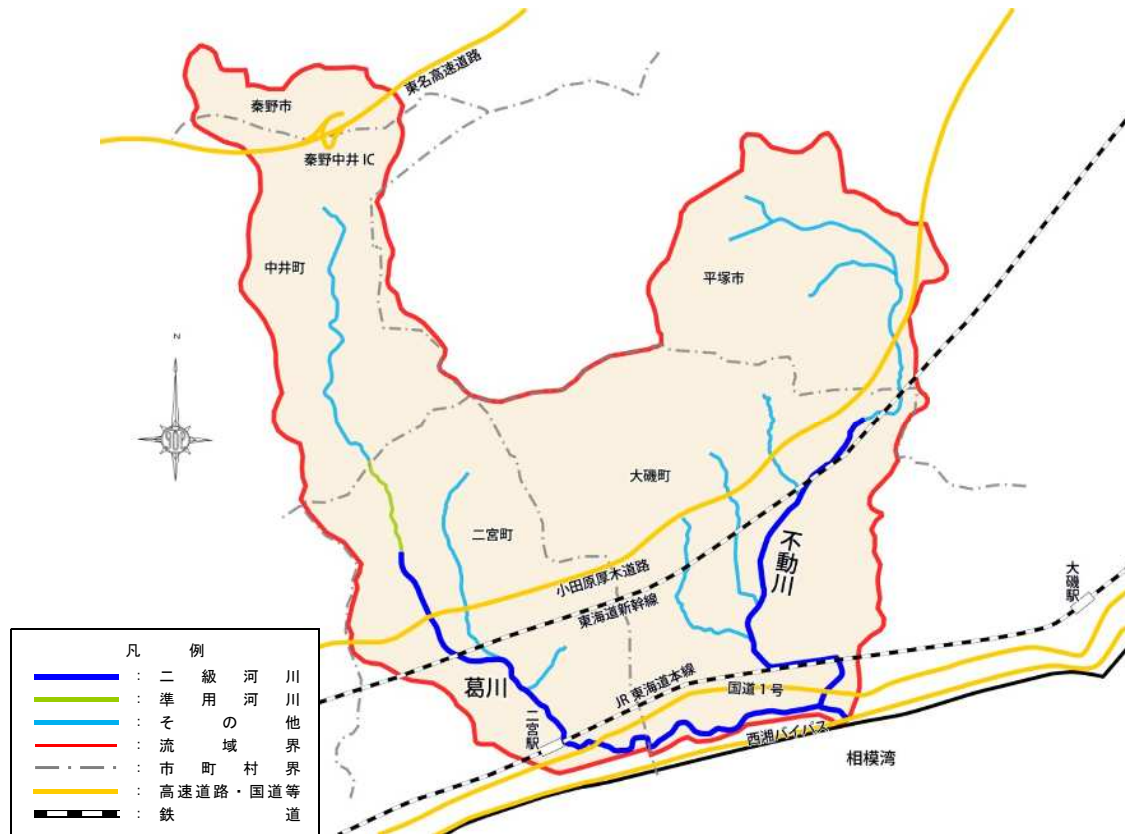 東名高速道路
秦野市
秦野中井 IC
中井町
平塚市
N
大磯町
二宮町
不動川
小田原厚木道路
東海道新幹線
大磯駅
葛川
JR 東海道本線
国道 1 号
二宮駅
西湘バイパス
相模湾
凡 例
: 二 級 河 川
: 準 用 河 川
: そ の 他
: 流 域 界
: 市 町 村 界
: 高速道路・国道等
: 鉄 道